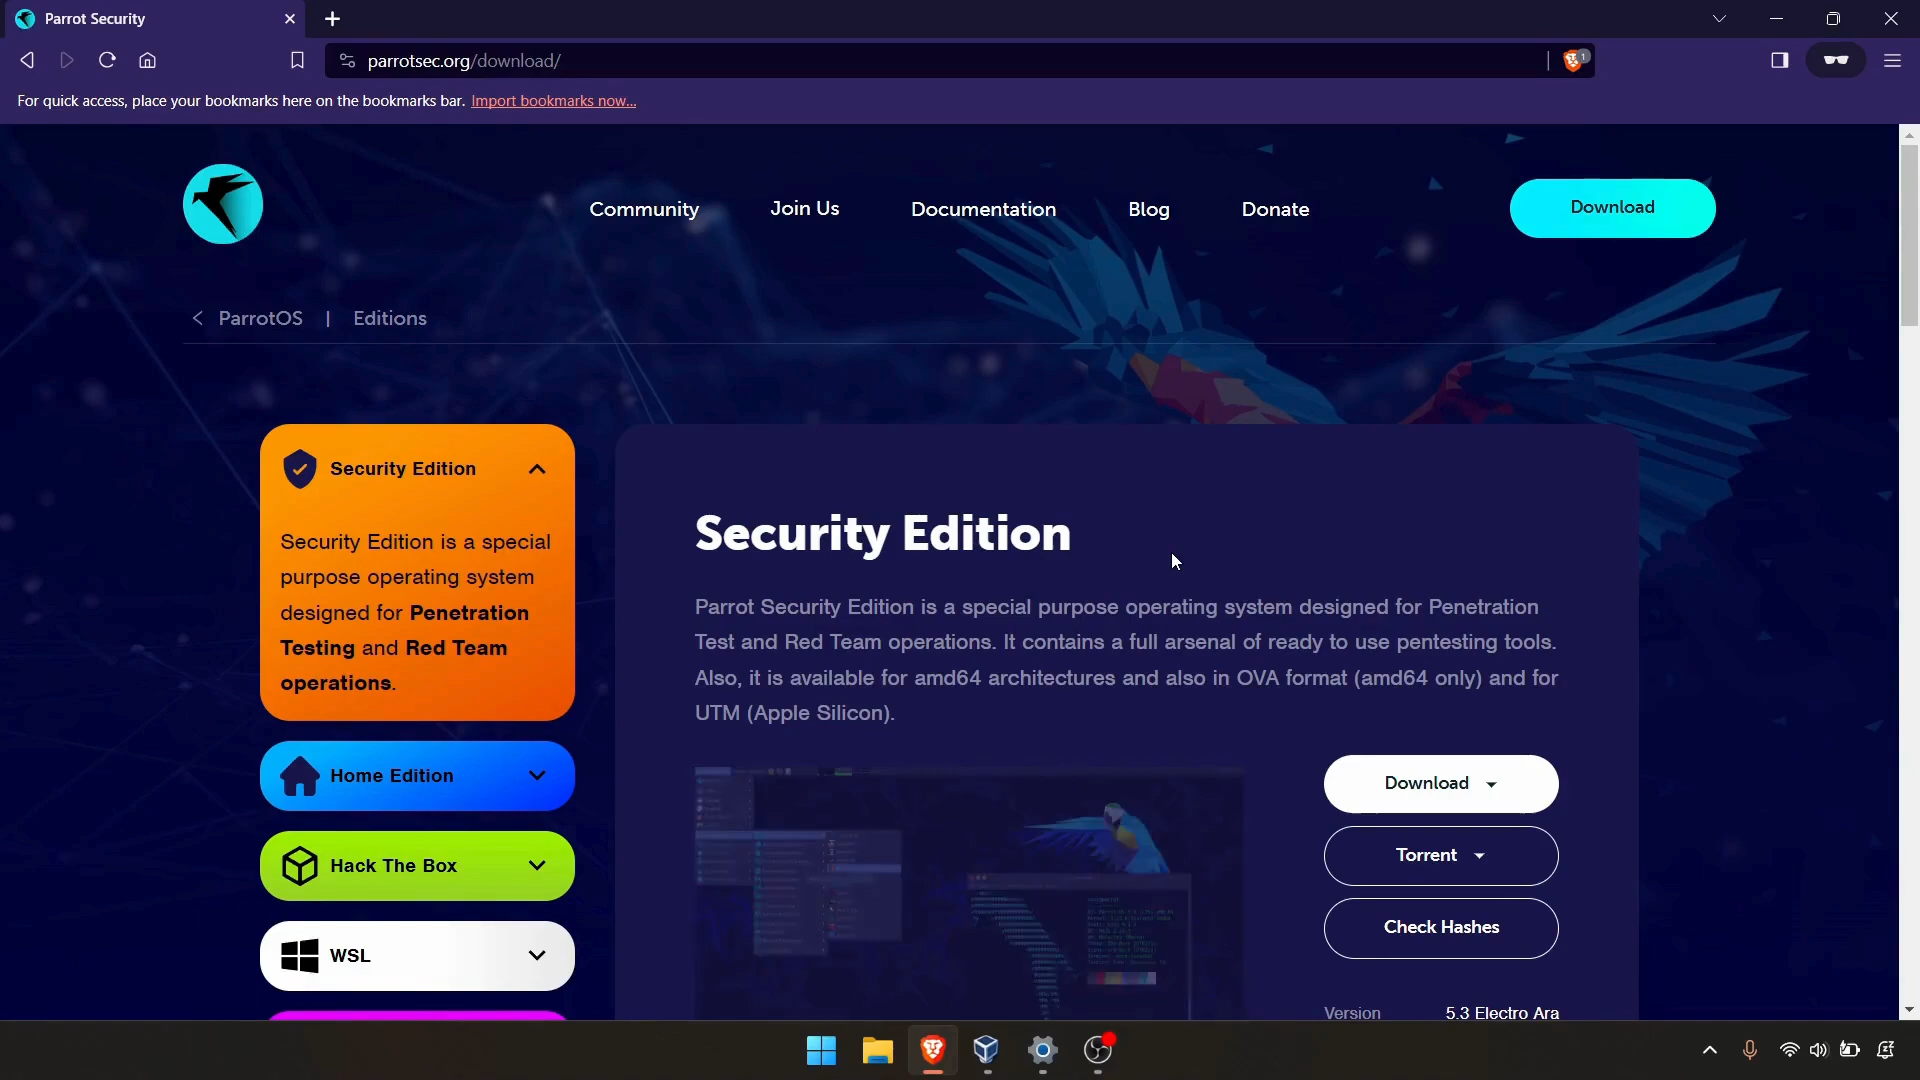 Parrot Security
parrotsec.org/download/
1
For quick access, place your bookmarks here on the bookmarks bar. Import bookmarks now...
Community
Join Us
Documentation
Blog
Donate
Download
< ParrotOS | Editions
Security Edition
Security Edition is a special
purpose operating system
designed for Penetration
Testing and Red Team
operations.
Home Edition
Hack The Box
WSL
Security Edition
Parrot Security Edition is a special purpose operating system designed for Penetration
Test and Red Team operations. It contains a full arsenal of ready to use pentesting tools.
Also, it is available for amd64 architectures and also in OVA format (amd64 only) and for
UTM (Apple Silicon).
Download
Torrent
Check Hashes
Version 5.3 Electro Ara